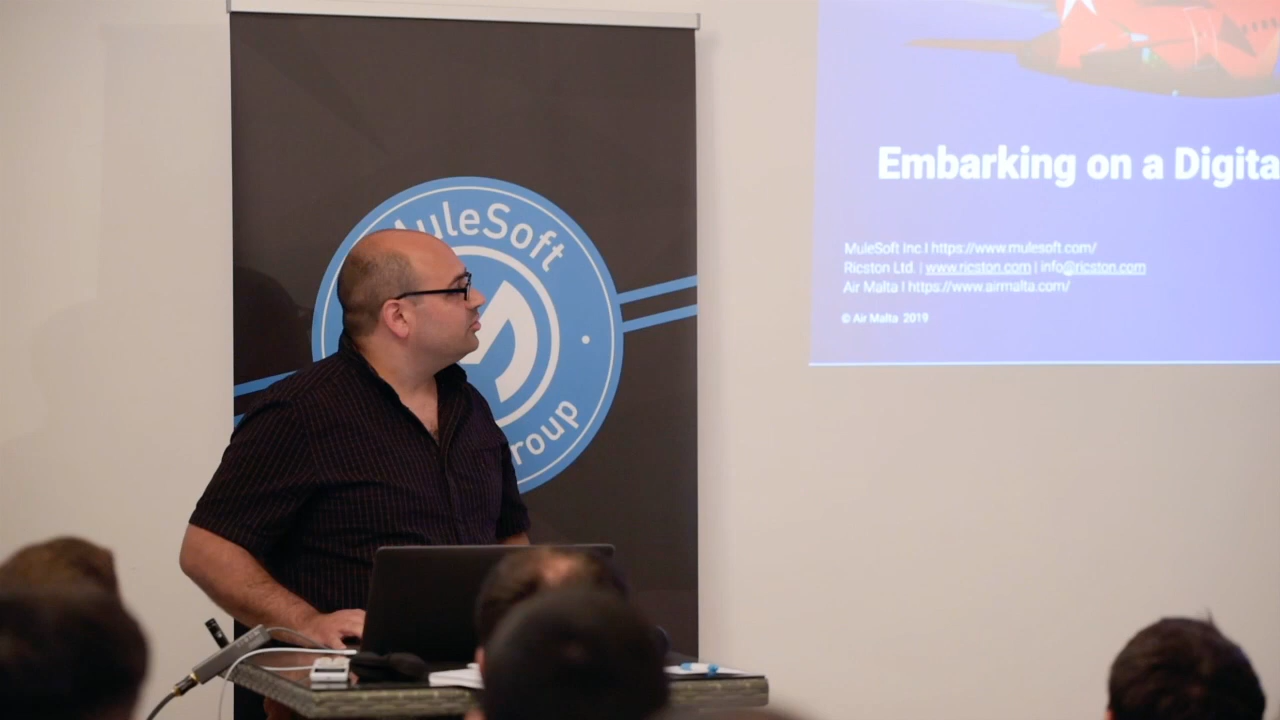 MuleSoft
roup
Embarking on a Digita
MuleSoft Inc | https://www.mulesoft.com/
Ricston Ltd. | www.ricston.com | info@ricston.com
Air Malta | https://www.airmalta.com/
© Air Malta 2019